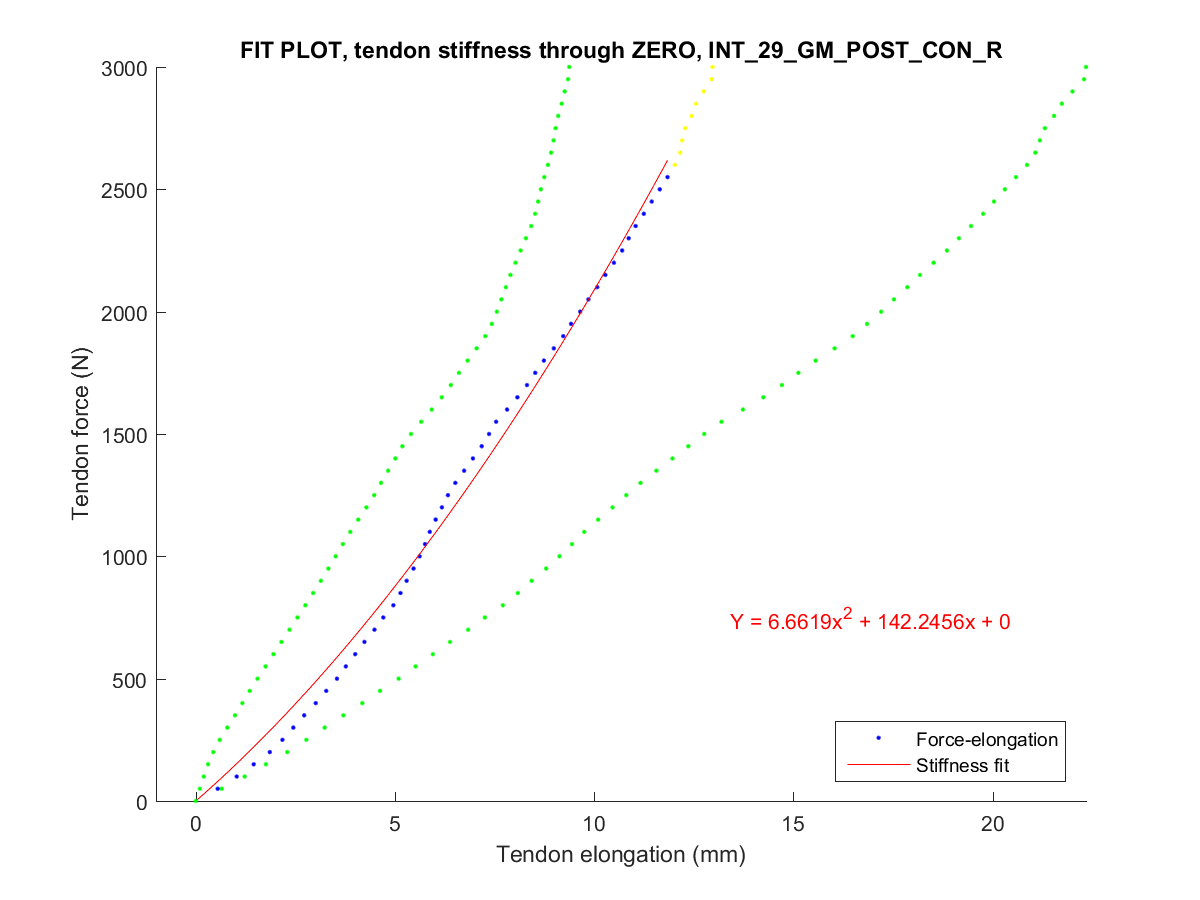 FIT PLOT, tendon stiffness through ZERO, INT_29_GM_POST_CON_R
3000
2500
2000
1500
1000
500
0
Tendon force (N)
Y = 6.6619x² + 142.2456x + 0
Force-elongation
Stiffness fit
0 5 10 15 20
Tendon elongation (mm)